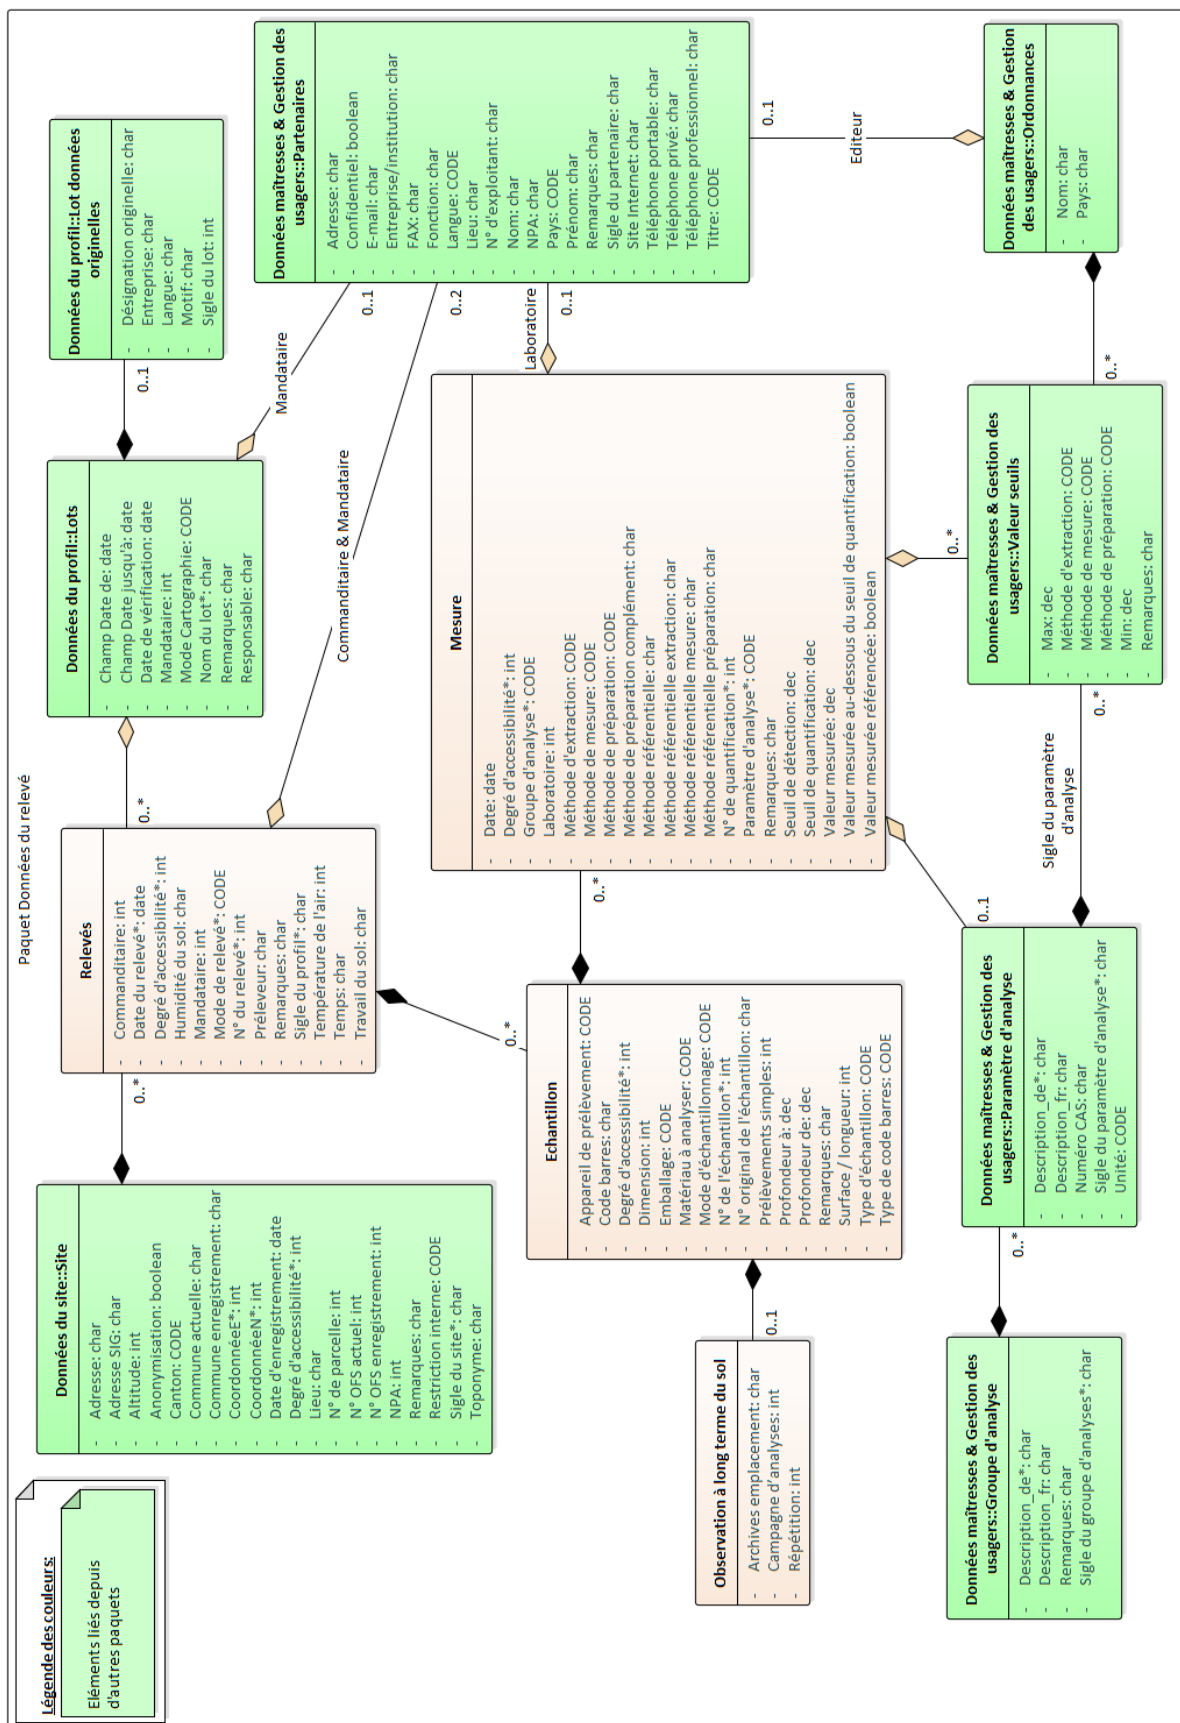 Paquet Données du relevé
Légende des couleurs:
Eléments liés depuis
d'autres paquets
Données du site::Site
- Adresse: char
- Adresse SIG: char
- Altitude: int
- Anonymisation: boolean
- Canton: CODE
- Commune actuelle: char
- Commune enregistrement: char
- CoordonnéeE*: int
- CoordonnéeN*: int
- Date d'enregistrement: date
- Degré d'accessibilité*: int
- Lieu: char
- N° de parcelle: int
- N° OFS actuel: int
- N° OFS enregistrement: int
- NPA: int
- Remarques: char
- Restriction interne: CODE
- Sigle du site*: char
- Toponyme: char
0..*
Relevés
- Commanditaire: int
- Date du relevé*: date
- Degré d'accessibilité*: int
- Humidité du sol: char
- Mandataire: int
- Mode de relevé*: CODE
- N° du relevé*: int
- Préleveur: char
- Remarques: char
- Sigle du profil*: char
- Température de l'air: int
- Temps: char
- Travail du sol: char
0..*
Données du profil::Lots
- Champ Date de: date
- Champ Date jusqu'à: date
- Date de vérification: date
- Mandataire: int
- Mode Cartographie: CODE
- Nom du lot*: char
- Remarques: char
- Responsable: char
0..1
Données du profil::Lot données
originelles
- Désignation originelle: char
- Entreprise: char
- Langue: char
- Motif: char
- Sigle du lot: int
Mandataire
0..1
Commanditaire & Mandataire
0..2
Données maîtresses & Gestion des
usagers::Partenaires
- Adresse: char
- Confidentiel: boolean
- E-mail: char
- Entreprise/institution: char
- FAX: char
- Fonction: char
- Langue: CODE
- Lieu: char
- N° d'exploitant: char
- Nom: char
- NPA: char
- Pays: CODE
- Prénom: char
- Remarques: char
- Sigle du partenaire: char
- Site Internet: char
- Téléphone portable: char
- Téléphone privé: char
- Téléphone professionnel: char
- Titre: CODE
Laboratoire
0..1
0..*
Echantillon
- Appareil de prélèvement: CODE
- Code barres: char
- Degré d'accessibilité*: int
- Dimension: int
- Emballage: CODE
- Matériau à analyser: CODE
- Mode d'échantillonnage: CODE
- N° de l'échantillon*: int
- N° original de l'échantillon: char
- Prélèvements simples: int
- Profondeur à: dec
- Profondeur de: dec
- Remarques: char
- Surface / longueur: int
- Type d'échantillon: CODE
- Type de code barres: CODE
0..*
Mesure
- Date: date
- Degré d'accessibilité*: int
- Groupe d'analyse*: CODE
- Laboratoire: int
- Méthode d'extraction: CODE
- Méthode de mesure: CODE
- Méthode de préparation: CODE
- Méthode de préparation complément: char
- Méthode référentielle: char
- Méthode référentielle extraction: char
- Méthode référentielle mesure: char
- Méthode référentielle préparation: char
- N° de quantification*: int
- Paramètre d'analyse*: CODE
- Remarques: char
- Seuil de détection: dec
- Seuil de quantification: dec
- Valeur mesurée: dec
- Valeur mesurée au-dessous du seuil de quantification: boolean
- Valeur mesurée référencée: boolean
0..1
Observation à long terme du sol
- Archives emplacement: char
- Campagne d'analyses: int
- Répétition: int
Editeur
0..1
Données maîtresses & Gestion
des usagers::Ordonnances
- Nom: char
- Pays: char
0..*
0..*
Données maîtresses & Gestion des
usagers::Valeur seuils
- Max: dec
- Méthode d'extraction: CODE
- Méthode de mesure: CODE
- Méthode de préparation: CODE
- Min: dec
- Remarques: char
0..*
Sigle du paramètre
d'analyse
0..1
Données maîtresses & Gestion des
usagers::Paramètre d'analyse
- Description_de*: char
- Description_fr: char
- Numéro CAS: char
- Sigle du paramètre d'analyse*: char
- Unité: CODE
0..*
Données maîtresses & Gestion des
usagers::Groupe d'analyse
- Description_de*: char
- Description_fr: char
- Remarques: char
- Sigle du groupe d'analyses*: char